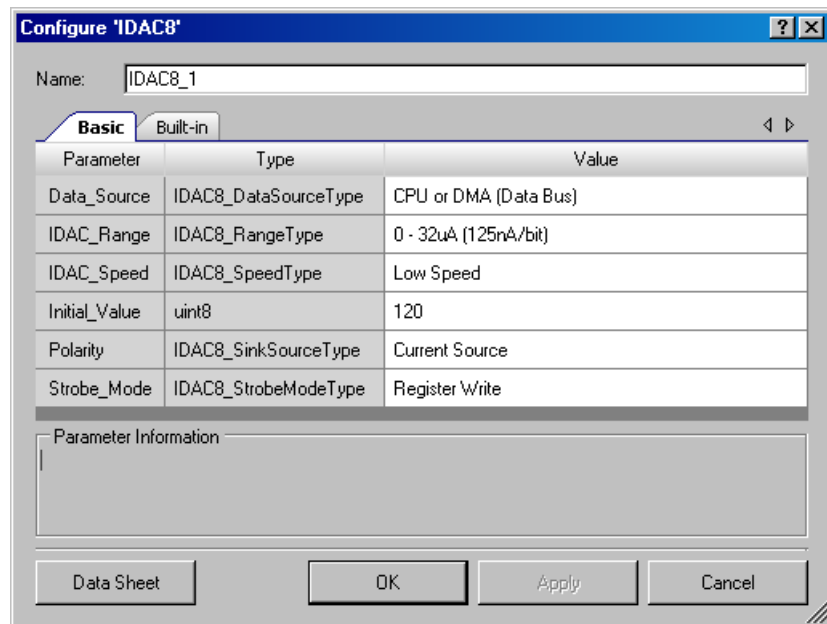 Configure 'IDAC8'
Name: IDAC8_1
Basic Built-in
Parameter Type Value
Data_Source IDAC8_DataSourceType CPU or DMA (Data Bus)
IDAC_Range IDAC8_RangeType 0 - 32uA (125nA/bit)
IDAC_Speed IDAC8_SpeedType Low Speed
Initial_Value uint8 120
Polarity IDAC8_SinkSourceType Current Source
Strobe_Mode IDAC8_StrobeModeType Register Write
Parameter Information
Data Sheet OK Apply Cancel